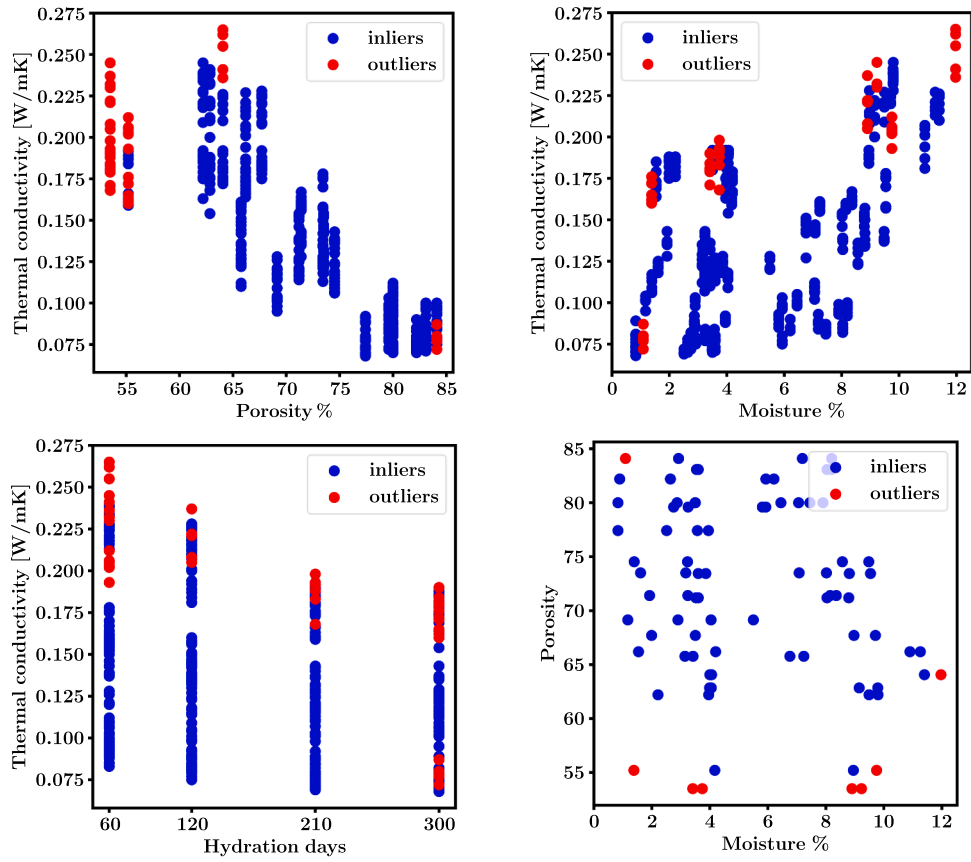 0.275
0.250
0.225
0.200
0.175
0.150
0.125
0.100
0.075
Thermal conductivity [W/mK]
inliers
outliers
55 60 65 70 75 80 85
Porosity %
0.275
0.250
0.225
0.200
0.175
0.150
0.125
0.100
0.075
Thermal conductivity [W/mK]
inliers
outliers
0 2 4 6 8 10 12
Moisture %
0.275
0.250
0.225
0.200
0.175
0.150
0.125
0.100
0.075
Thermal conductivity [W/mK]
inliers
outliers
60 120 210 300
Hydration days
85
80
75
70
65
60
55
Porosity
inliers
outliers
0 2 4 6 8 10 12
Moisture %